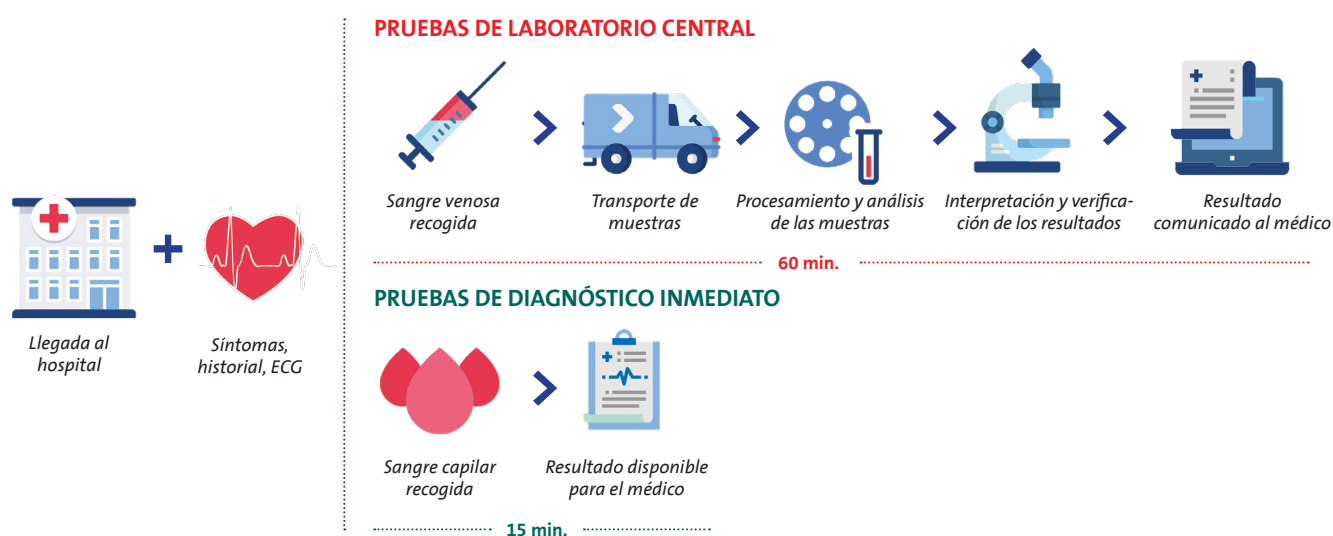 PRUEBAS DE LABORATORIO CENTRAL
Sangre venosa
recogida
Transporte de
muestras
Procesamiento y análisis
de las muestras
Interpretación y verifica-
ción de los resultados
Resultado
comunicado al médico
60 min.
Llegada al
hospital
Síntomas,
historial, ECG
PRUEBAS DE DIAGNÓSTICO INMEDIATO
Sangre capilar
recogida
Resultado disponible
para el médico
15 min.